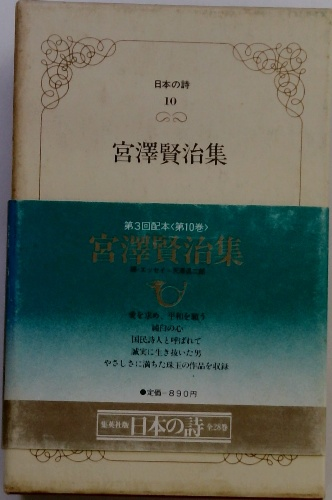 日本の詩
10
宮澤賢治集
第3回配本〈第10巻〉
宮澤賢治集
愛を求め、平和を願う
純白の心
国民詩人と呼ばれて
誠実に生き抜いた男
やさしさに満ちた珠玉の作品を収録
●定価・890円
集英社版 日本の詩 全28巻